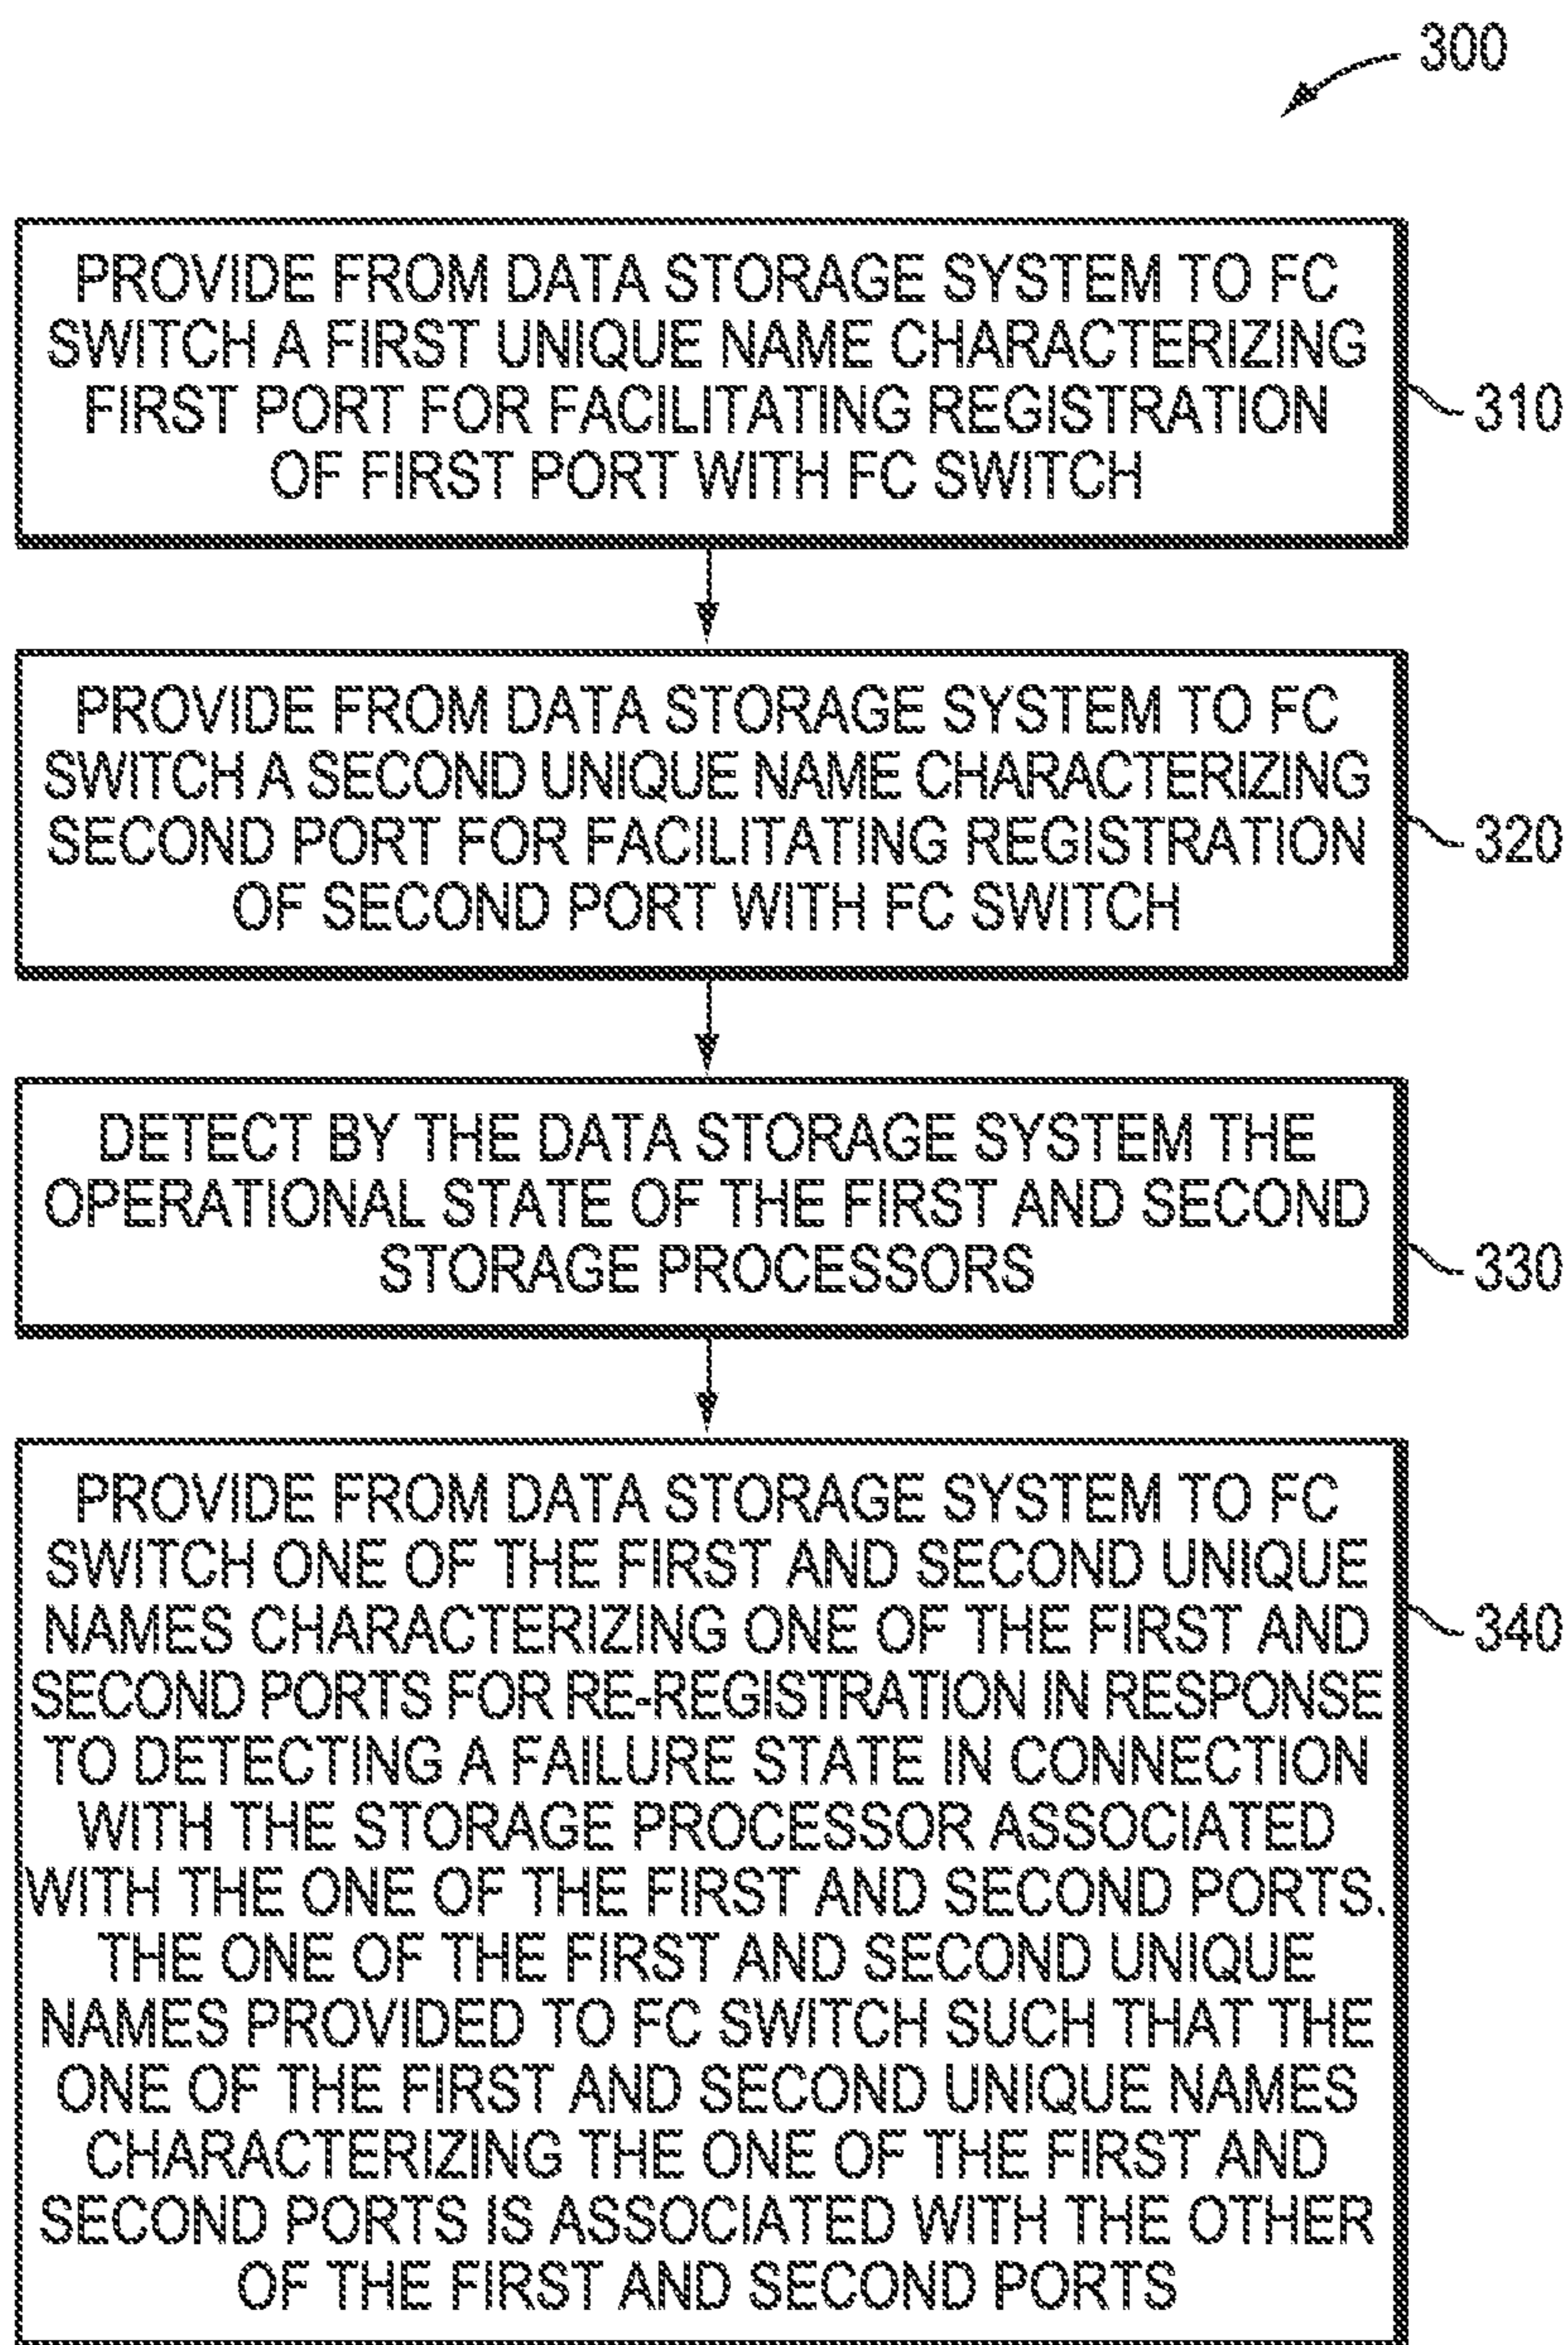 300
PROVIDE FROM DATA STORAGE SYSTEM TO FC
SWITCH A FIRST UNIQUE NAME CHARACTERIZING
FIRST PORT FOR FACILITATING REGISTRATION
OF FIRST PORT WITH FC SWITCH
310
PROVIDE FROM DATA STORAGE SYSTEM TO FC
SWITCH A SECOND UNIQUE NAME CHARACTERIZING
SECOND PORT FOR FACILITATING REGISTRATION
OF SECOND PORT WITH FC SWITCH
320
DETECT BY THE DATA STORAGE SYSTEM THE
OPERATIONAL STATE OF THE FIRST AND SECOND
STORAGE PROCESSORS
330
PROVIDE FROM DATA STORAGE SYSTEM TO FC
SWITCH ONE OF THE FIRST AND SECOND UNIQUE
NAMES CHARACTERIZING ONE OF THE FIRST AND
SECOND PORTS FOR RE-REGISTRATION IN RESPONSE
TO DETECTING A FAILURE STATE IN CONNECTION
WITH THE STORAGE PROCESSOR ASSOCIATED
WITH THE ONE OF THE FIRST AND SECOND PORTS.
THE ONE OF THE FIRST AND SECOND UNIQUE
NAMES PROVIDED TO FC SWITCH SUCH THAT THE
ONE OF THE FIRST AND SECOND UNIQUE NAMES
CHARACTERIZING THE ONE OF THE FIRST AND
SECOND PORTS IS ASSOCIATED WITH THE OTHER
OF THE FIRST AND SECOND PORTS
340